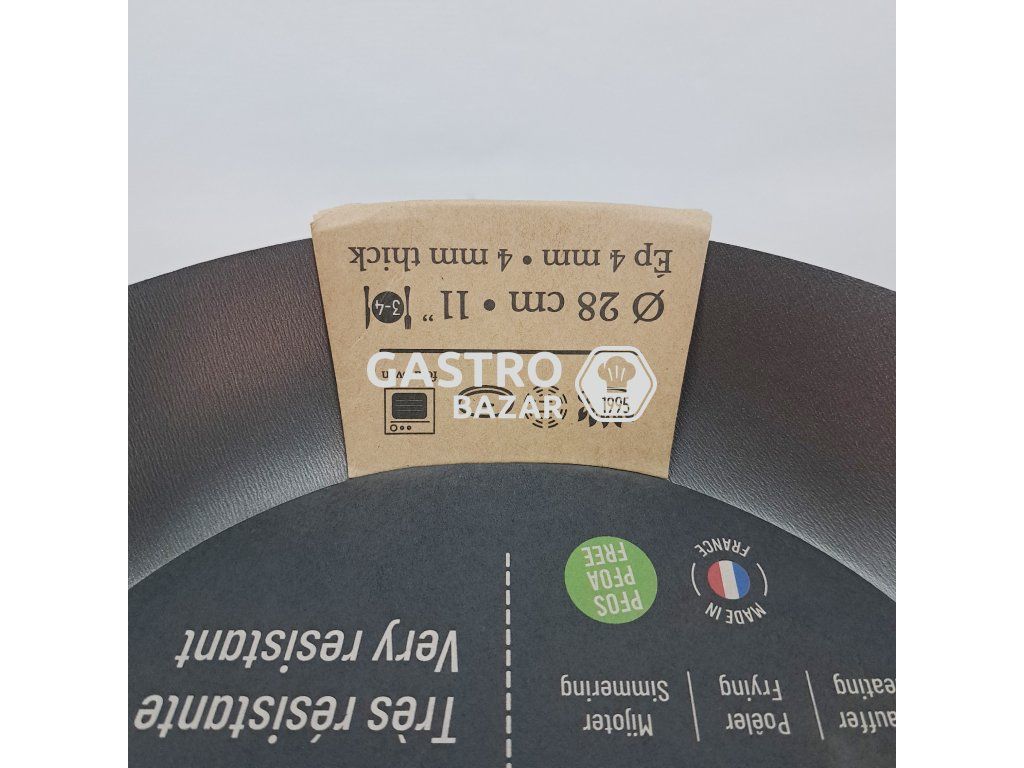 Très résistante
Very resistant
Mijoter
Simmering
Poêler
Frying
auffer
eating
MADE IN
FRANCE
PFOS
PFOA
FREE
Ø 28 cm • 11”
3-4
Ép 4 mm • 4 mm thick
GASTRO
BAZAR
1995